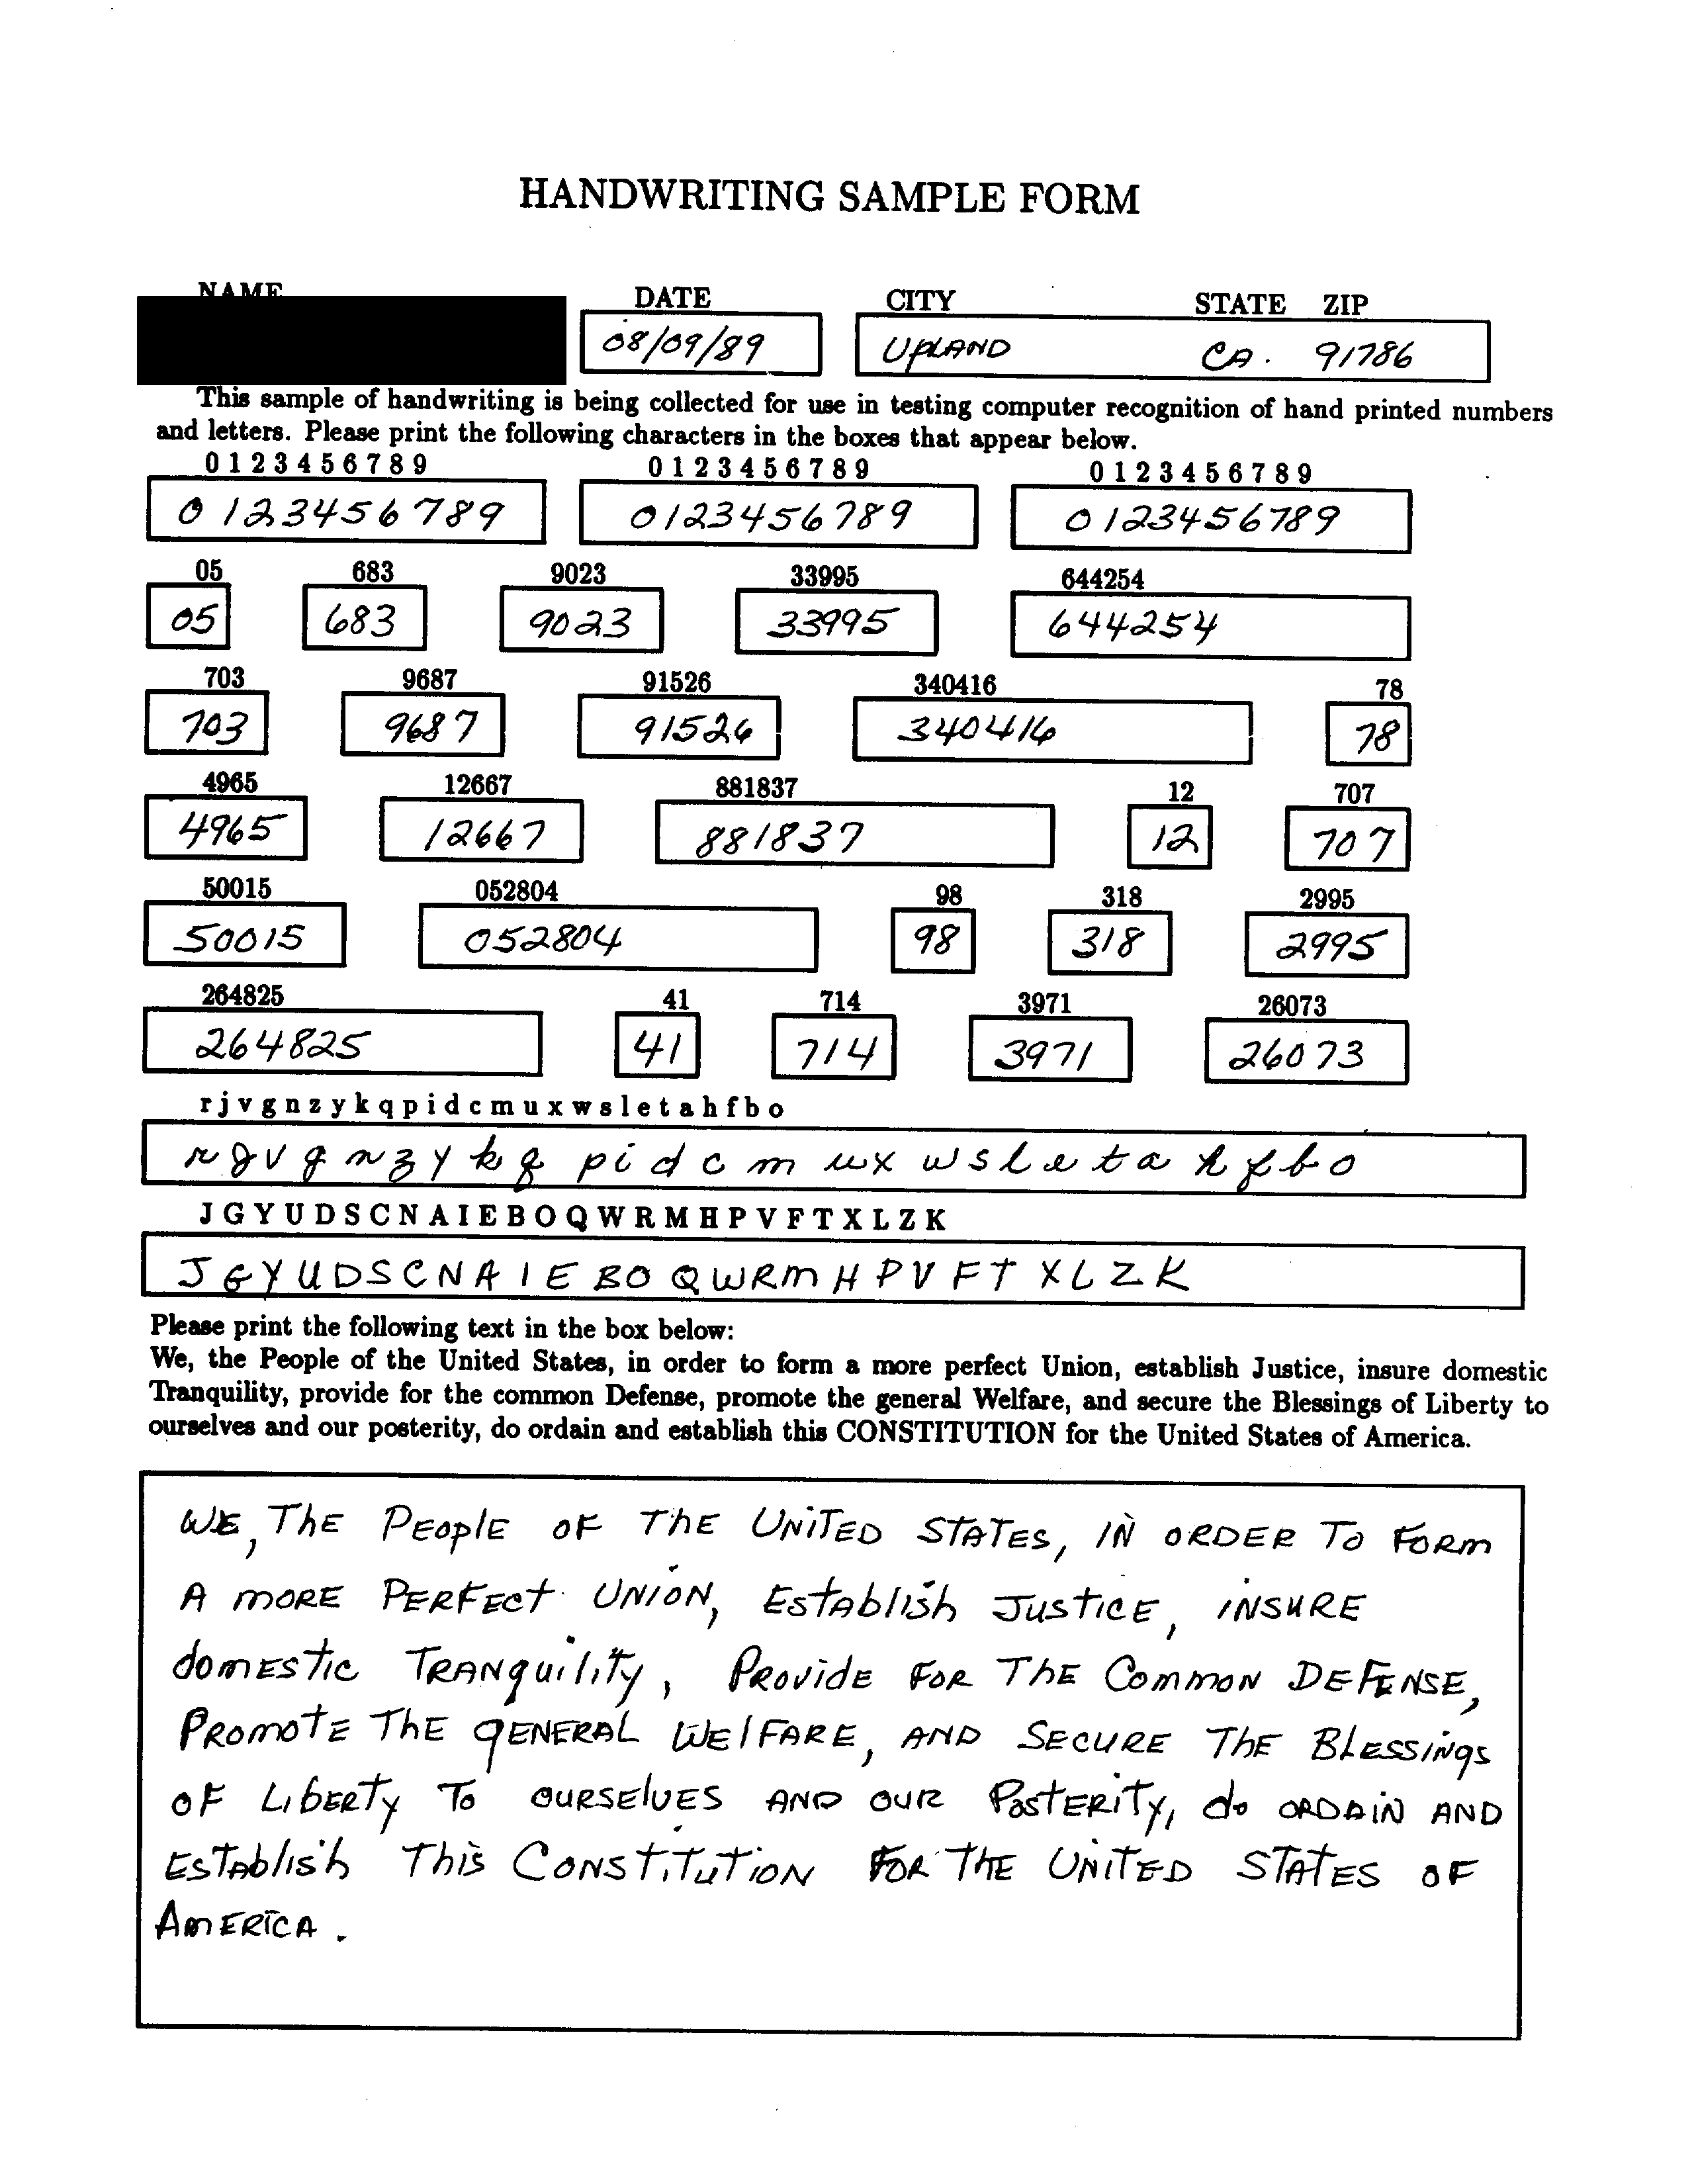 HANDWRITING SAMPLE FORM
NAME DATE CITY STATE ZIP
08/09/89 UPLAND CA. 91786
This sample of handwriting is being collected for use in testing computer recognition of hand printed numbers
and letters. Please print the following characters in the boxes that appear below.
0 1 2 3 4 5 6 7 8 9 0 1 2 3 4 5 6 7 8 9 0 1 2 3 4 5 6 7 8 9
0123456789 0123456789 0123456789
05 683 9023 33995 644254
05 683 9023 33995 644254
703 9687 91526 340416 78
703 9687 91526 340416 78
4965 12667 881837 12 707
4965 12667 881837 12 707
50015 052804 98 318 2995
50015 052804 98 318 2995
264825 41 714 3971 26073
264825 41 714 3971 26073
r j v g n z y k q p i d c m u x w s l e t a h f b o
r j v g n z y k q p i d c m u x w s l e t a h f b o
J G Y U D S C N A I E B O Q W R M H P V F T X L Z K
J G Y U D S C N A I E B O Q W R M H P V F T X L Z K
Please print the following text in the box below:
We, the People of the United States, in order to form a more perfect Union, establish Justice, insure domestic
Tranquility, provide for the common Defense, promote the general Welfare, and secure the Blessings of Liberty to
ourselves and our posterity, do ordain and establish this CONSTITUTION for the United States of America.
WE, ThE PEOplE OF ThE UNiTED STATES, IN ORDER TO FORM
A MORE PERFECT UNION, ESTAblISh JUSTICE, INSURE
dOMESTIC TRANquiliTy, PROViDE FOR ThE COMMON DEFENSE,
PROMOTE ThE gENERAL WElFARE, AND SECURE ThE BLESSINgS
OF LIbERTy TO OURSElVES AND OUR POSTERiTy, do ORDAIN AND
ESTAblISh ThiS CONSTiTUTiON FOR ThE UNiTED STATES OF
AMERICA.